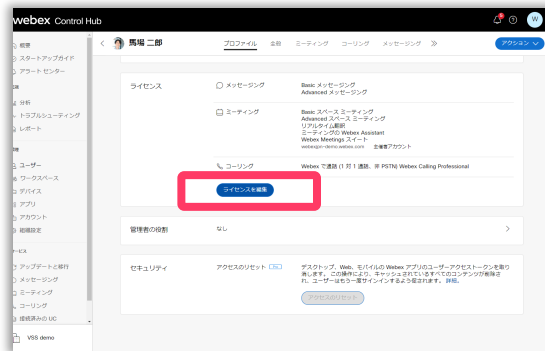 webex Control Hub
W
概要
スタートアップガイド
アラート センター
分析
トラブルシューティング
レポート
ユーザー
ワークスペース
デバイス
アプリ
アカウント
組織設定
サービス
アップデートと移行
メッセージング
ミーティング
コーリング
接続済みの UC
VSS demo
馬場 二郎
プロファイル 全般 ミーティング コーリング メッセージング
アクション
ライセンス
メッセージング
Basic メッセージング
Advanced メッセージング
ミーティング
Basic スペース ミーティング
Advanced スペース ミーティング
リアルタイム翻訳
ミーティングの Webex Assistant
Webex Meetings スイート
webexjpn-demo.webex.com 主催者アカウント
コーリング
Webex で通話 (1 対 1 通話、非 PSTN) Webex Calling Professional
ライセンスを編集
管理者の役割
なし
セキュリティ
アクセスのリセット
デスクトップ、Web、モバイルの Webex アプリのユーザーアクセストークンを取り
消します。この操作により、キャッシュされているすべてのコンテンツが削除さ
れ、ユーザーはもう一度サインインするよう促されます。詳細。
アクセスのリセット